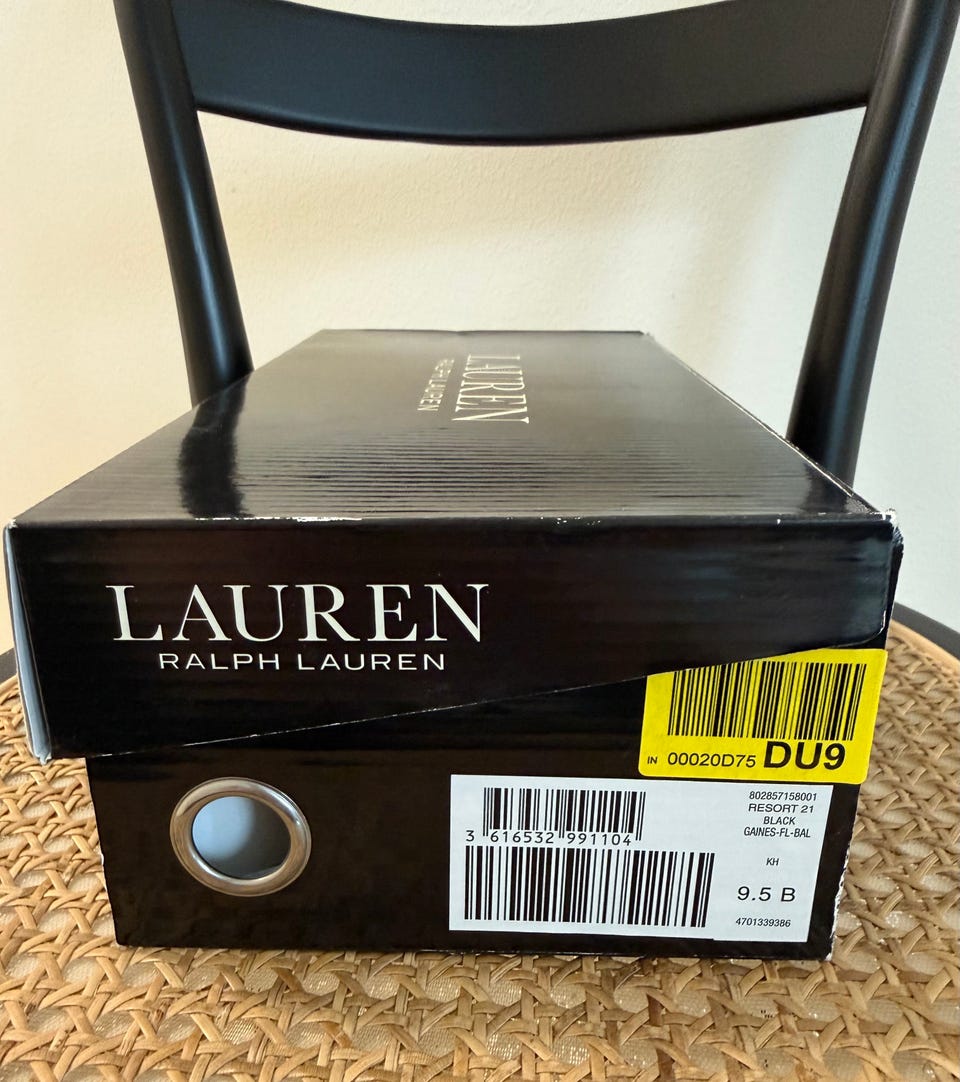 LAUREN
RALPH LAUREN
LAUREN
RALPH LAUREN
IN 00020D75 DU9
802857158001
RESORT 21
BLACK
GAINES-FL-BAL
3 616532 991104
KH
9.5 B
4701339386